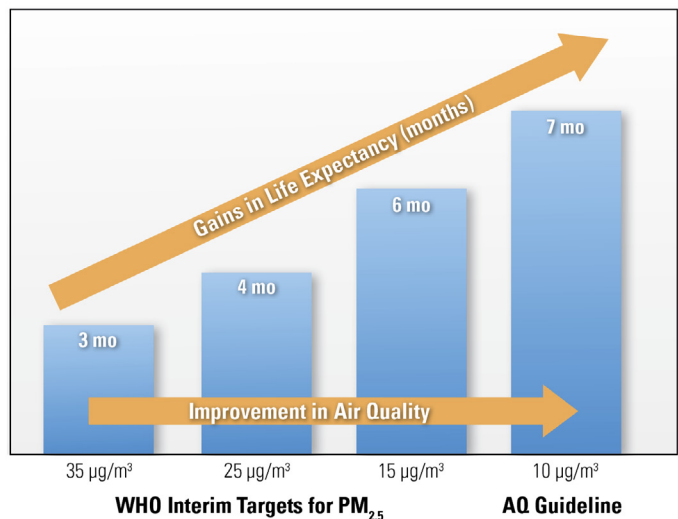 Gains in Life Expectancy (months)
3 mo
4 mo
6 mo
7 mo
Improvement in Air Quality
35 µg/m³
25 µg/m³
15 µg/m³
10 µg/m³
WHO Interim Targets for PM₂.₅
AQ Guideline